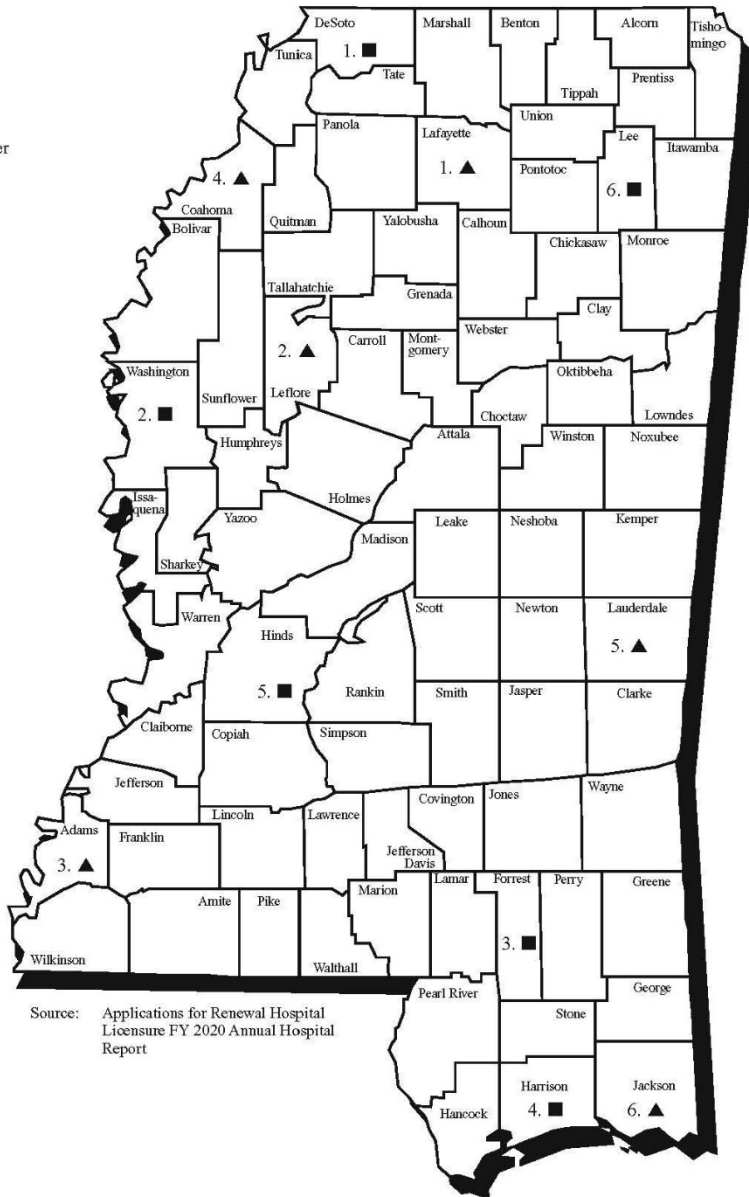 DeSoto
Marshall
Benton
Alcorn
Tisho-
mingo
1. ■
Tunica
Tate
Tippah
Prentiss
er
Panola
Lafayette
1. ▲
Union
Lee
Itawamba
4. ▲
Coahoma
Quitman
Pontotoc
6. ■
Bolivar
Yalobusha
Calhoun
Chickasaw
Monroe
Tallahatchie
Grenada
Clay
2. ▲
Leflore
Carroll
Mont-
gomery
Webster
Washington
2. ■
Sunflower
Oktibbeha
Choctaw
Lowndes
Humphreys
Attala
Winston
Noxubee
Issa-
quena
Holmes
Yazoo
Leake
Neshoba
Kemper
Madison
Sharkey
Warren
Scott
Newton
Lauderdale
5. ▲
Hinds
5. ■
Rankin
Smith
Jasper
Clarke
Claiborne
Copiah
Simpson
Jefferson
Covington
Jones
Wayne
Lincoln
Lawrence
Adams
3. ▲
Franklin
Jefferson
Davis
Amite
Pike
Marion
Lamar
Forrest
Perry
Greene
3. ■
Wilkinson
Walthall
Pearl River
George
Source: Applications for Renewal Hospital
Licensure FY 2020 Annual Hospital
Report
Stone
Harrison
4. ■
Jackson
6. ▲
Hancock